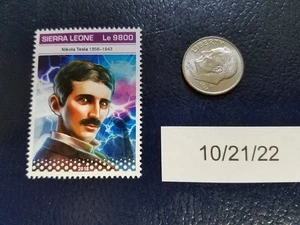 SIERRA LEONE Le 9800
Nikola Tesla 1856–1943
10/21/22